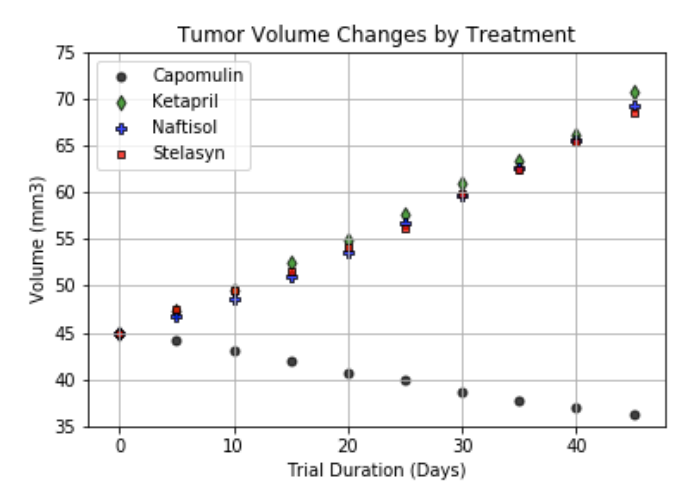 Tumor Volume Changes by Treatment
75
70
65
60
55
50
45
40
35
Volume (mm3)
Capomulin
Ketapril
Naftisol
Stelasyn
0
10
20
30
40
Trial Duration (Days)